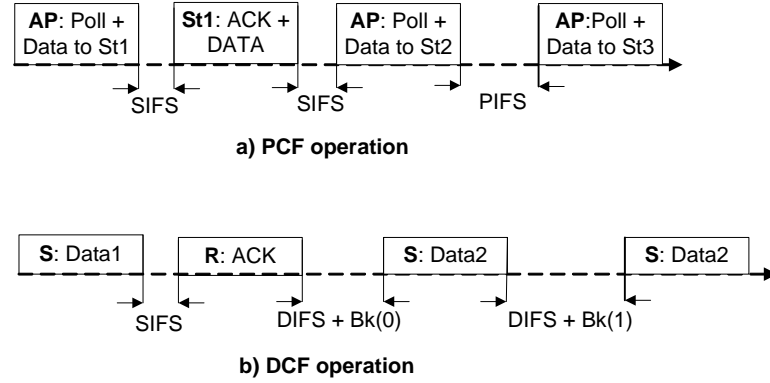 AP: Poll + Data to St1
St1: ACK + DATA
AP: Poll + Data to St2
AP:Poll + Data to St3
SIFS
SIFS
PIFS
a) PCF operation
S: Data1
R: ACK
S: Data2
S: Data2
SIFS
DIFS + Bk(0)
DIFS + Bk(1)
b) DCF operation